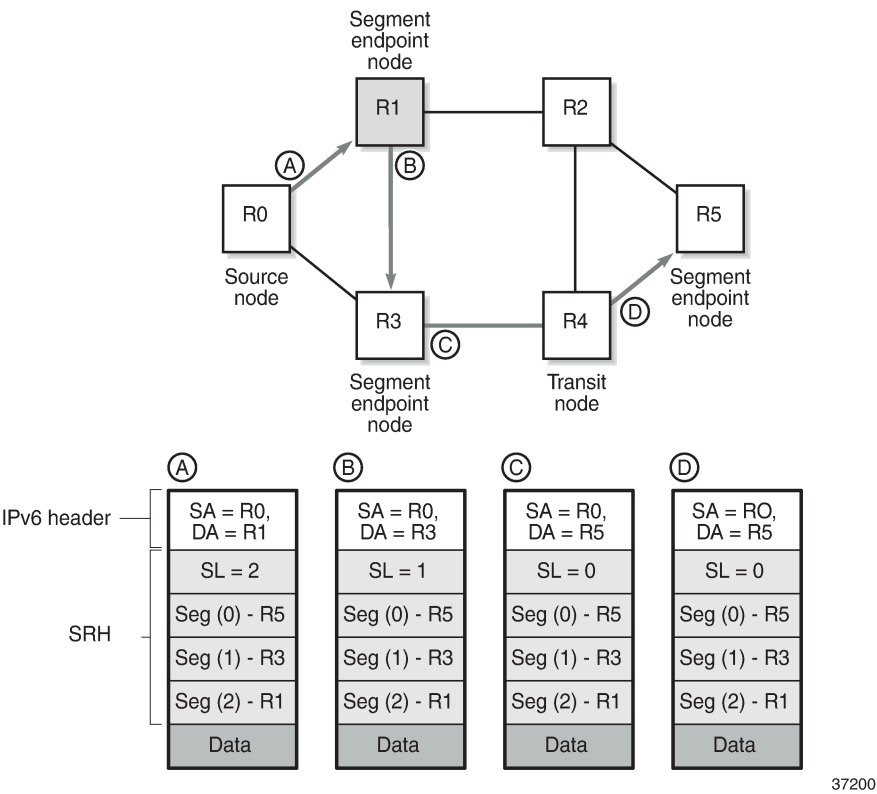 Segment
endpoint
node
R1
R2
A
B
R0
R5
Source
node
Segment
endpoint
node
R3
R4
C
D
Segment
endpoint
node
Transit
node
A
B
C
D
IPv6 header
SA = R0,
DA = R1
SA = R0,
DA = R3
SA = R0,
DA = R5
SA = RO,
DA = R5
SRH
SL = 2
SL = 1
SL = 0
SL = 0
Seg (0) - R5
Seg (0) - R5
Seg (0) - R5
Seg (0) - R5
Seg (1) - R3
Seg (1) - R3
Seg (1) - R3
Seg (1) - R3
Seg (2) - R1
Seg (2) - R1
Seg (2) - R1
Seg (2) - R1
Data
Data
Data
Data
37200